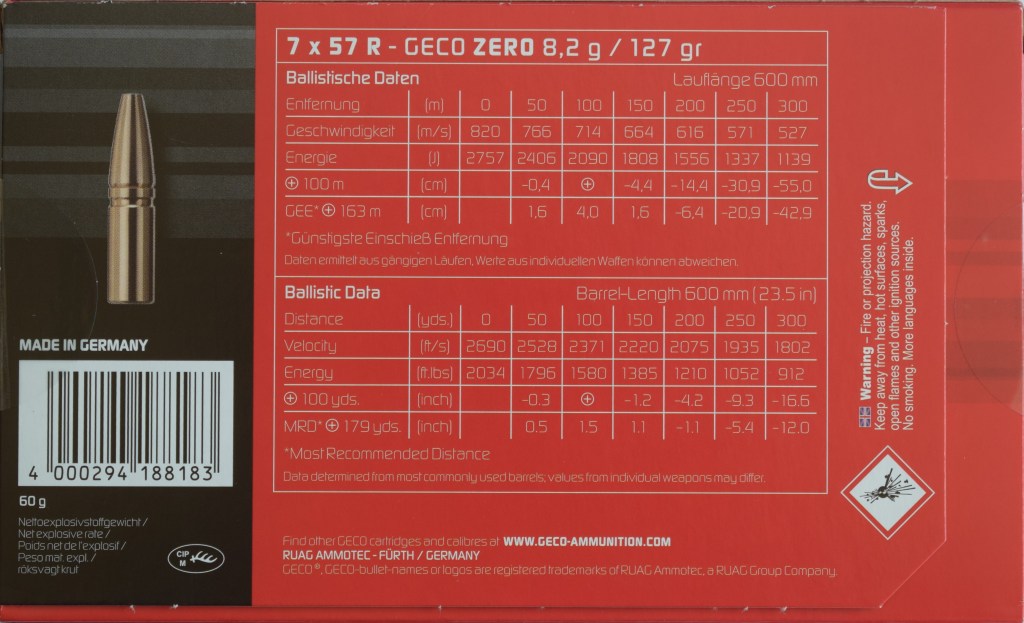 7 x 57 R - GECO ZERO 8,2 g / 127 gr
Ballistische Daten Lauflänge 600 mm
Entfernung (m) 0 50 100 150 200 250 300
Geschwindigkeit (m/s) 820 766 714 664 616 571 527
Energie (J) 2757 2406 2090 1808 1556 1337 1139
⊕ 100 m (cm) -0,4 ⊕ -4,4 -14,4 -30,9 -55,0
GEE* ⊕ 163 m (cm) 1,6 4,0 1,6 -6,4 -20,9 -42,9
*Günstigste Einschieß Entfernung
Daten ermittelt aus gängigen Läufen, Werte aus individuellen Waffen können abweichen.
Ballistic Data Barrel-Length 600 mm (23.5 in)
Distance (yds.) 0 50 100 150 200 250 300
Velocity (ft/s) 2690 2528 2371 2220 2075 1935 1802
Energy (ft.lbs) 2034 1796 1580 1385 1210 1052 912
⊕ 100 yds. (inch) -0.3 ⊕ -1.2 -4.2 -9.3 -16.6
MRD* ⊕ 179 yds. (inch) 0.5 1.5 1.1 -1.1 -5.4 -12.0
*Most Recommended Distance
Data determined from most commonly used barrels; values from individual weapons may differ.
MADE IN GERMANY
4 000294 188183
60 g
Nettoexplosivstoffgewicht /
Net explosive rate /
Poids net de l'explosif /
Peso mat. expl. /
röksvagt krut
CIP
M
Find other GECO cartridges and calibres at WWW.GECO-AMMUNITION.COM
RUAG AMMOTEC - FÜRTH / GERMANY
GECO®, GECO-bullet-names or logos are registered trademarks of RUAG Ammotec, a RUAG Group Company.
Warning – Fire or projection hazard.
Keep away from heat, hot surfaces, sparks,
open flames and other ignition sources.
No smoking. More languages inside.